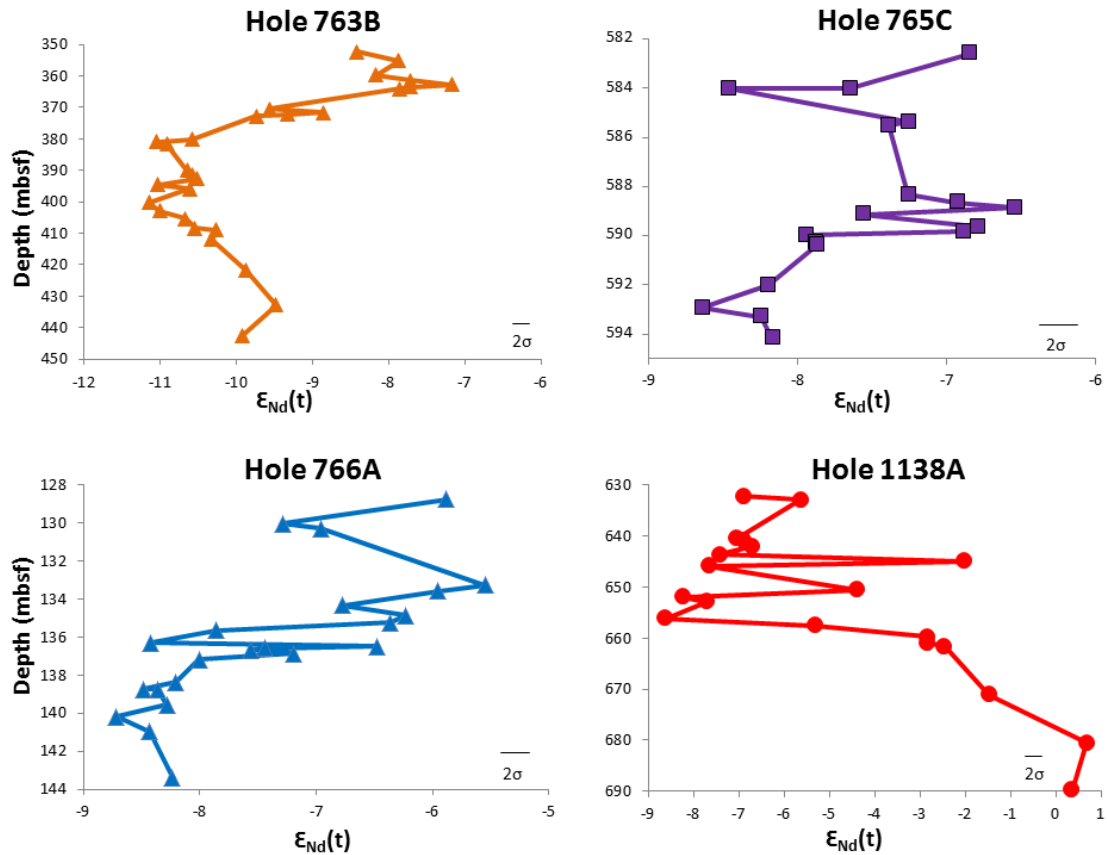 Hole 763B
Depth (mbsf)
350
360
370
380
390
400
410
420
430
440
450
2σ
-12 -11 -10 -9 -8 -7 -6
ƐNd(t)
Hole 765C
582
584
586
588
590
592
594
2σ
-9 -8 -7 -6
ƐNd(t)
Hole 766A
Depth (mbsf)
128
130
132
134
136
138
140
142
144
2σ
-9 -8 -7 -6 -5
ƐNd(t)
Hole 1138A
630
640
650
660
670
680
690
2σ
-9 -8 -7 -6 -5 -4 -3 -2 -1 0 1
ƐNd(t)